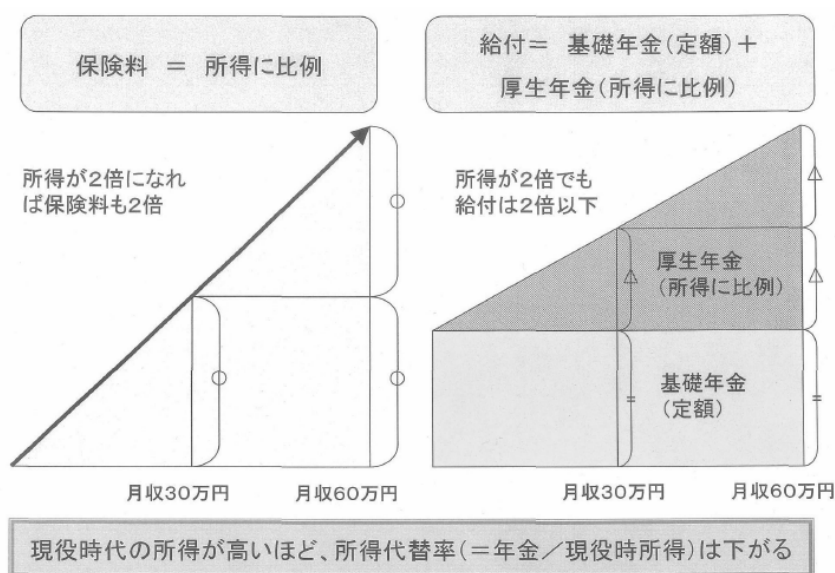 保険料 ＝ 所得に比例
給付＝ 基礎年金(定額)＋
厚生年金(所得に比例)
所得が2倍になれ
ば保険料も2倍
所得が2倍でも
給付は2倍以下
厚生年金
(所得に比例)
基礎年金
(定額)
＝
＝
月収30万円
月収60万円
月収30万円
月収60万円
現役時代の所得が高いほど、所得代替率(＝年金／現役時所得)は下がる